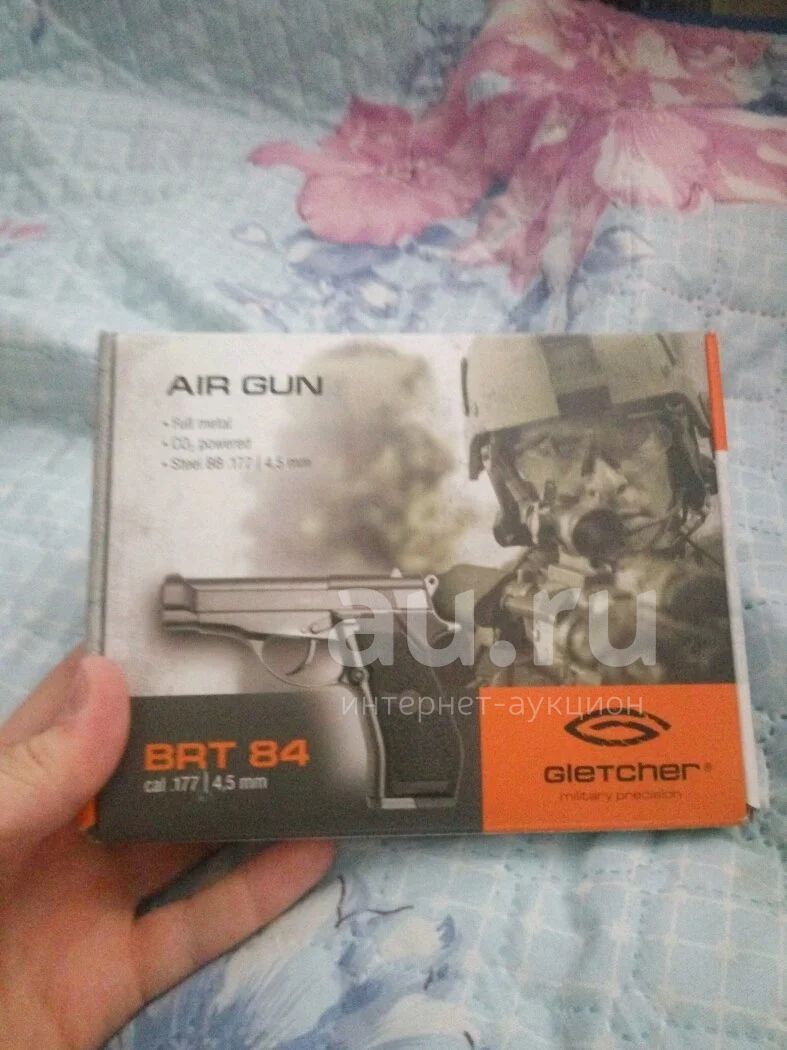 AIR GUN
• Full metal
• CO₂ powered
• Steel BB .177 | 4,5 mm
au.ru
интернет-аукцион
BRT 84
cal .177 | 4,5 mm
GleTcher®
military precision